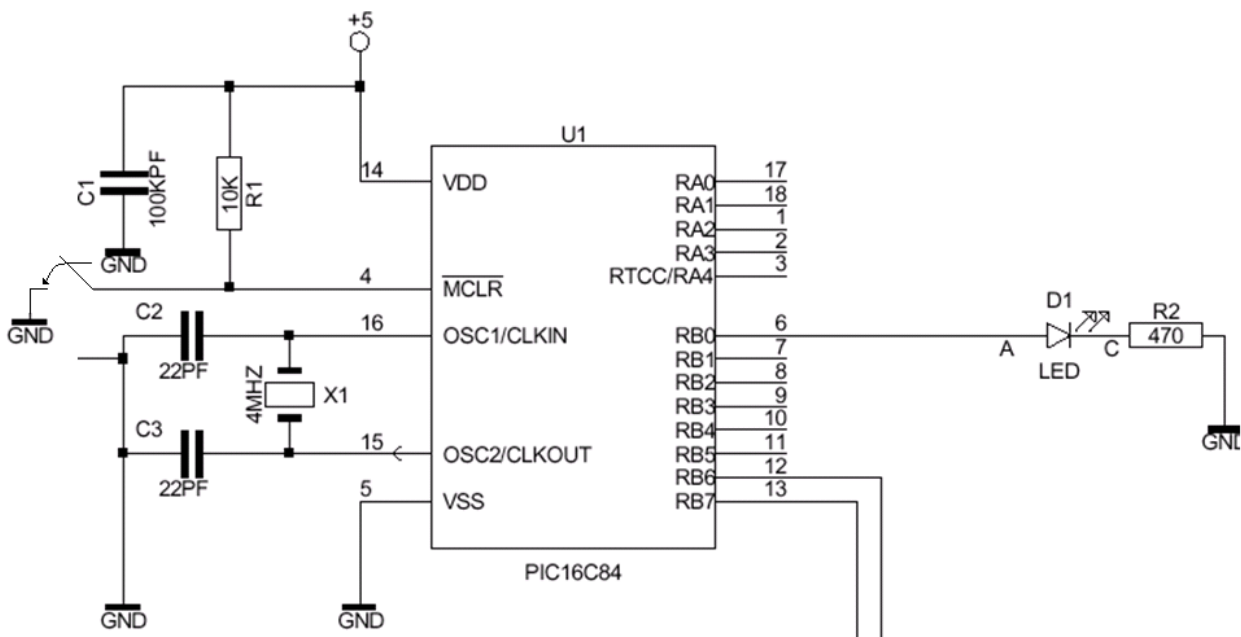 +5
U1
C1
100KPF
10K
R1
14
VDD
RA0
17
RA1
18
RA2
1
RA3
2
RTCC/RA4
3
GND
4
MCLR
GND
C2
22PF
16
OSC1/CLKIN
RB0
6
A
D1
LED
C
R2
470
GND
RB1
7
RB2
8
4MHZ
X1
RB3
9
RB4
10
C3
22PF
15
OSC2/CLKOUT
RB5
11
RB6
12
5
VSS
RB7
13
PIC16C84
GND
GND